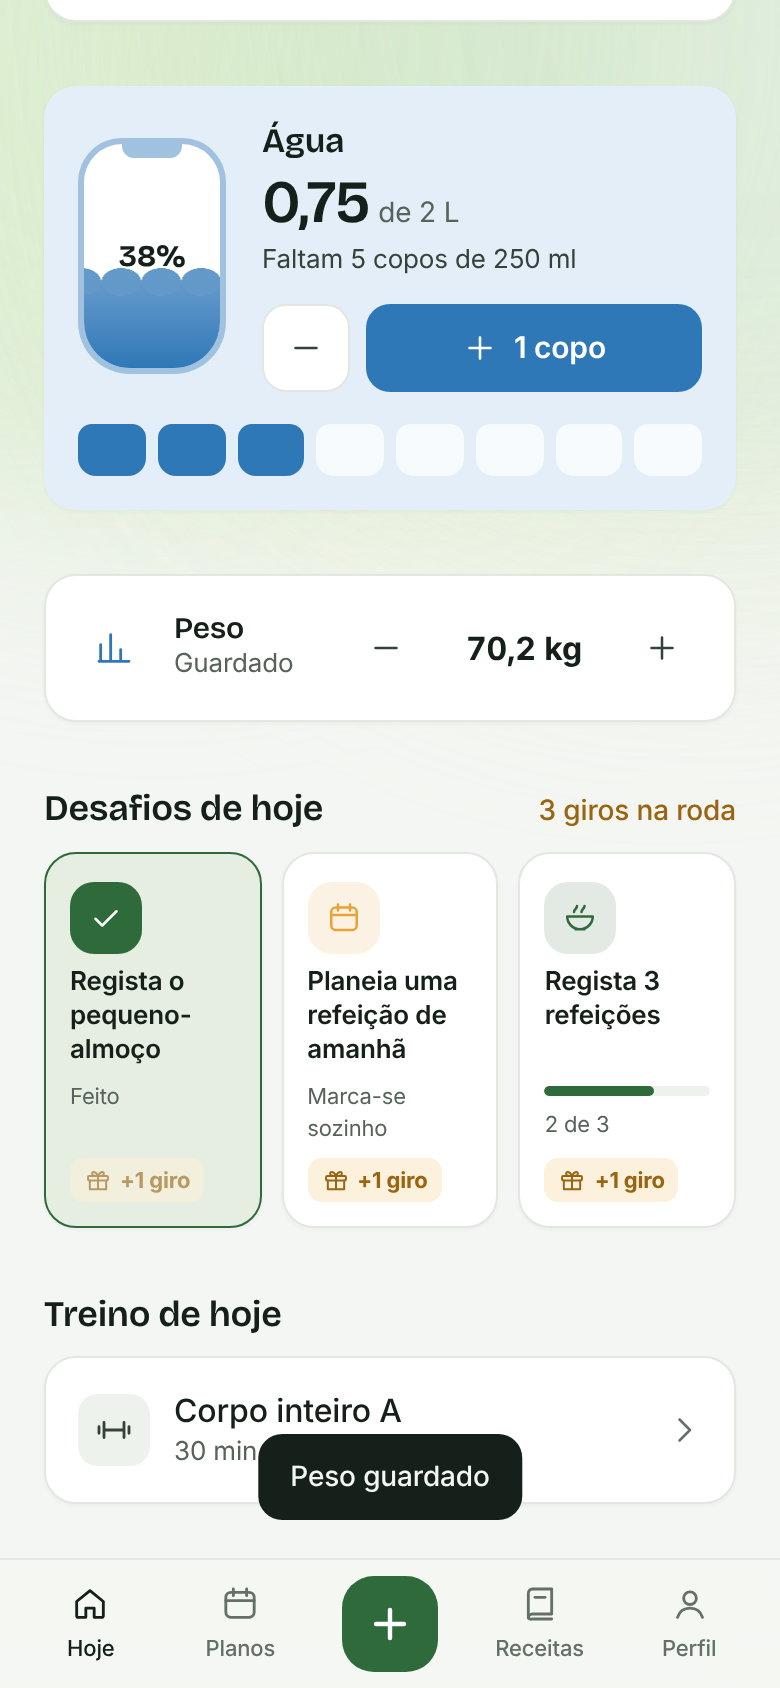 Água
38%
0,75 de 2 L
Faltam 5 copos de 250 ml
1 copo
Peso
Guardado
70,2 kg
Desafios de hoje
3 giros na roda
Regista o
pequeno-
almoço
Feito
+1 giro
Planeia uma
refeição de
amanhã
Marca-se
sozinho
+1 giro
Regista 3
refeições
2 de 3
+1 giro
Treino de hoje
Corpo inteiro A
30 min
Peso guardado
Hoje
Planos
Receitas
Perfil